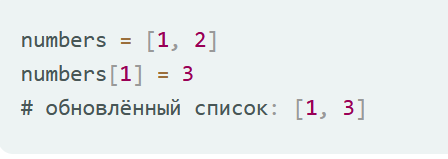 numbers = [1, 2]
numbers[1] = 3
# обновлённый список: [1, 3]